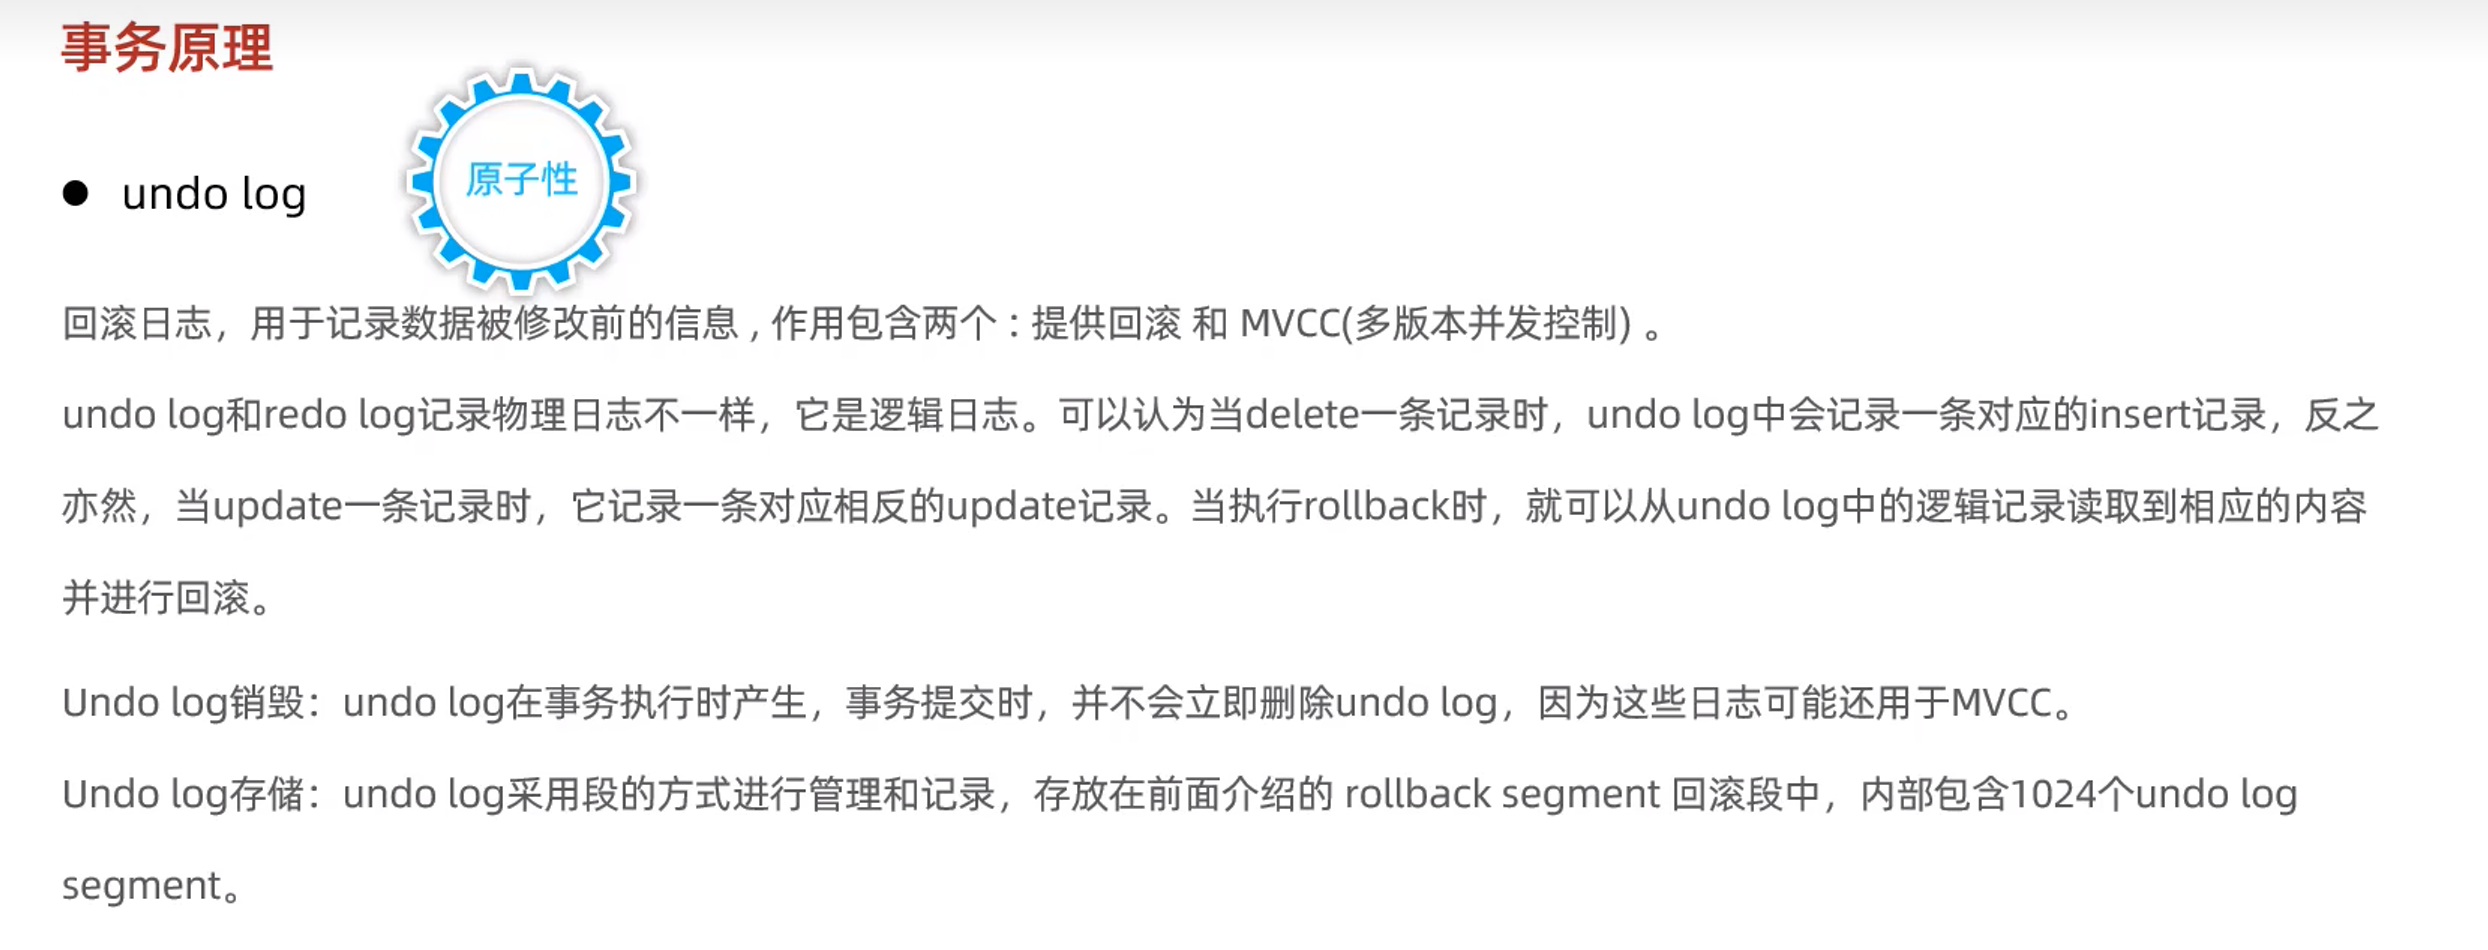 事务原理
原子性
● undo log
回滚日志，用于记录数据被修改前的信息 , 作用包含两个 : 提供回滚 和 MVCC(多版本并发控制) 。
undo log和redo log记录物理日志不一样，它是逻辑日志。可以认为当delete一条记录时，undo log中会记录一条对应的insert记录，反之
亦然，当update一条记录时，它记录一条对应相反的update记录。当执行rollback时，就可以从undo log中的逻辑记录读取到相应的内容
并进行回滚。
Undo log销毁：undo log在事务执行时产生，事务提交时，并不会立即删除undo log，因为这些日志可能还用于MVCC。
Undo log存储：undo log采用段的方式进行管理和记录，存放在前面介绍的 rollback segment 回滚段中，内部包含1024个undo log
segment。